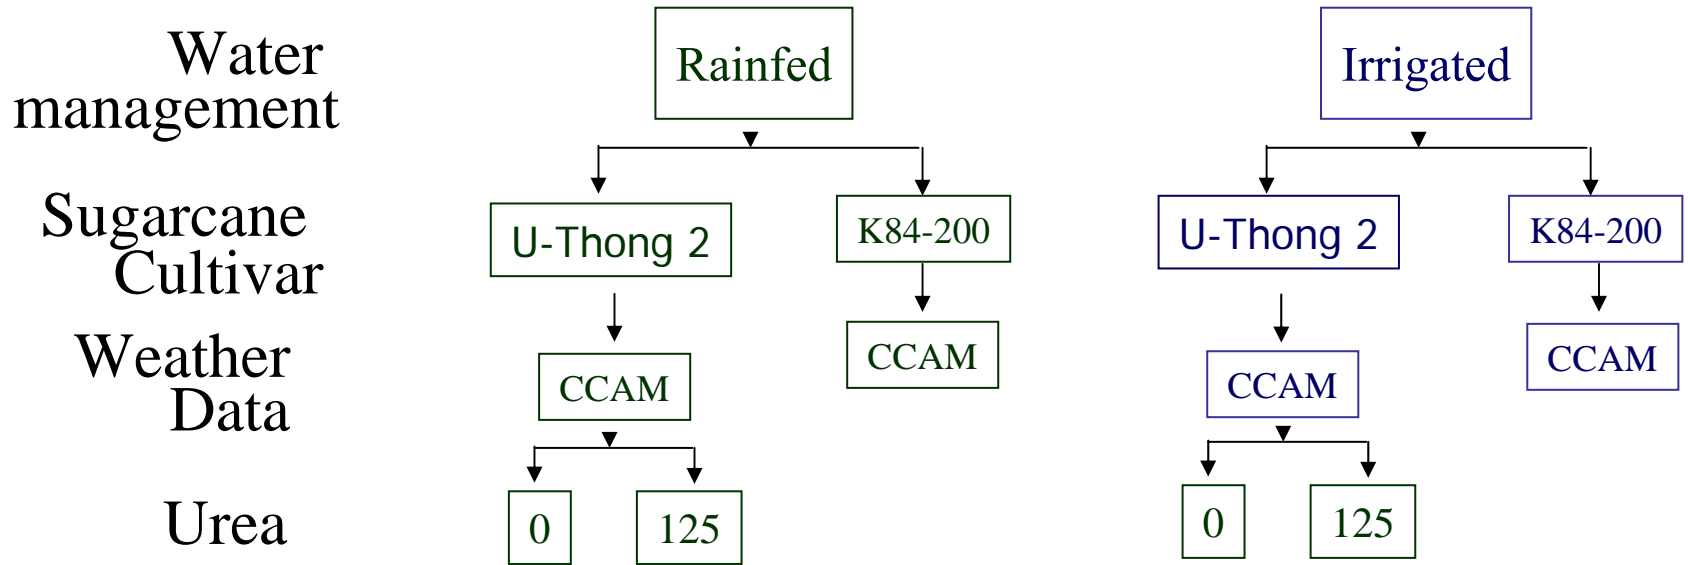 Water
management
Rainfed
Irrigated
Sugarcane
Cultivar
U-Thong 2
K84-200
U-Thong 2
K84-200
Weather
Data
CCAM
CCAM
CCAM
CCAM
Urea
0
125
0
125